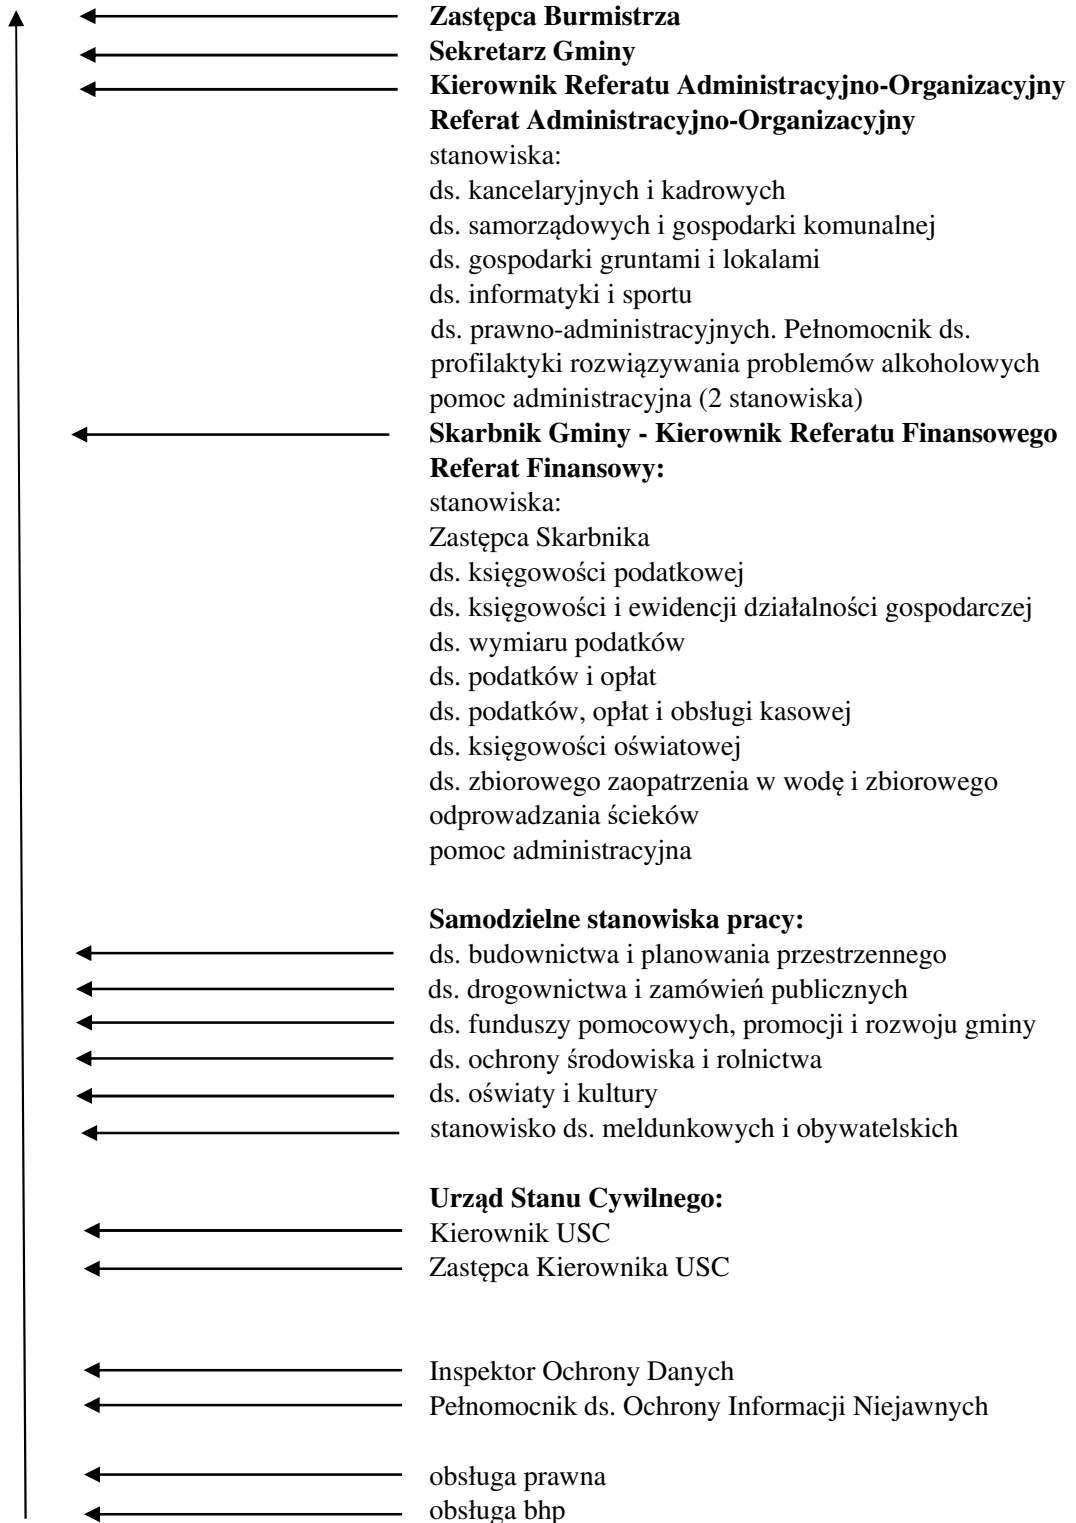 Zastępca Burmistrza
Sekretarz Gminy
Kierownik Referatu Administracyjno-Organizacyjny
Referat Administracyjno-Organizacyjny
stanowiska:
ds. kancelaryjnych i kadrowych
ds. samorządowych i gospodarki komunalnej
ds. gospodarki gruntami i lokalami
ds. informatyki i sportu
ds. prawno-administracyjnych. Pełnomocnik ds.
profilaktyki rozwiązywania problemów alkoholowych
pomoc administracyjna (2 stanowiska)
Skarbnik Gminy - Kierownik Referatu Finansowego
Referat Finansowy:
stanowiska:
Zastępca Skarbnika
ds. księgowości podatkowej
ds. księgowości i ewidencji działalności gospodarczej
ds. wymiaru podatków
ds. podatków i opłat
ds. podatków, opłat i obsługi kasowej
ds. księgowości oświatowej
ds. zbiorowego zaopatrzenia w wodę i zbiorowego
odprowadzania ścieków
pomoc administracyjna
Samodzielne stanowiska pracy:
ds. budownictwa i planowania przestrzennego
ds. drogownictwa i zamówień publicznych
ds. funduszy pomocowych, promocji i rozwoju gminy
ds. ochrony środowiska i rolnictwa
ds. oświaty i kultury
stanowisko ds. meldunkowych i obywatelskich
Urząd Stanu Cywilnego:
Kierownik USC
Zastępca Kierownika USC
Inspektor Ochrony Danych
Pełnomocnik ds. Ochrony Informacji Niejawnych
obsługa prawna
obsługa bhp